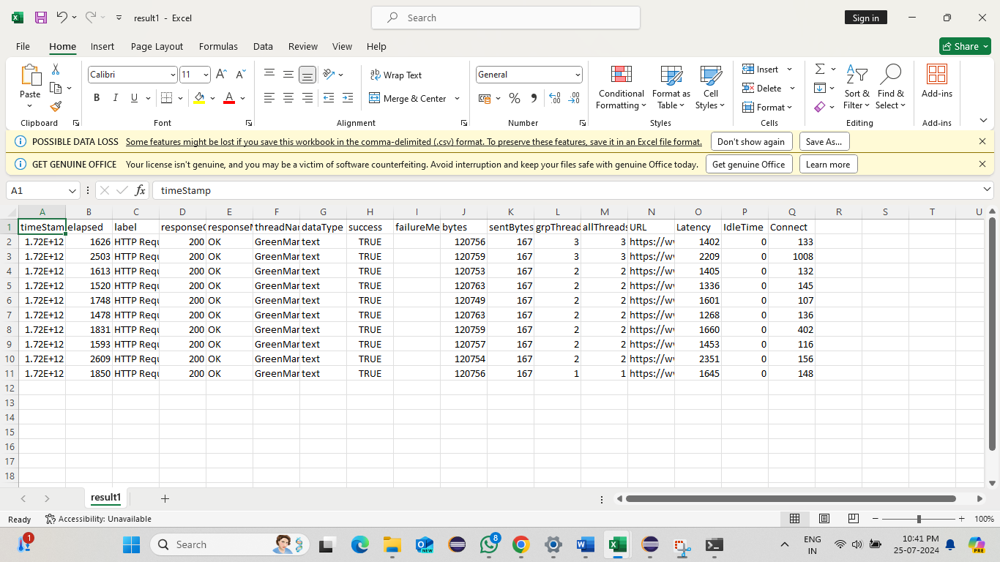 result1 - Excel
Search
Sign in
File Home Insert Page Layout Formulas Data Review View Help
Share
Paste
Calibri 11
B I U A
ab Wrap Text
Merge & Center
General
%
Conditional Formatting
Format as Table
Cell Styles
Insert
Delete
Format
Sort & Filter
Find & Select
Add-ins
Clipboard Font Alignment Number Styles Cells Editing Add-ins
POSSIBLE DATA LOSS Some features might be lost if you save this workbook in the comma-delimited (.csv) format. To preserve these features, save it in an Excel file format. Don't show again Save As...
GET GENUINE OFFICE Your license isn't genuine, and you may be a victim of software counterfeiting. Avoid interruption and keep your files safe with genuine Office today. Get genuine Office Learn more
A1 fx timeStamp
A B C D E F G H I J K L M N O P Q R S T U
1 timeStam elapsed label responseC responseM threadNar dataType success failureMe bytes sentBytes grpThread allThreads URL Latency IdleTime Connect
2 1.72E+12 1626 HTTP Requ 200 OK GreenMar text TRUE 120756 167 3 3 https://ww 1402 0 133
3 1.72E+12 2503 HTTP Requ 200 OK GreenMar text TRUE 120759 167 3 3 https://ww 2209 0 1008
4 1.72E+12 1613 HTTP Requ 200 OK GreenMar text TRUE 120753 167 2 2 https://ww 1405 0 132
5 1.72E+12 1520 HTTP Requ 200 OK GreenMar text TRUE 120763 167 2 2 https://ww 1336 0 145
6 1.72E+12 1748 HTTP Requ 200 OK GreenMar text TRUE 120749 167 2 2 https://ww 1601 0 107
7 1.72E+12 1478 HTTP Requ 200 OK GreenMar text TRUE 120763 167 2 2 https://ww 1268 0 136
8 1.72E+12 1831 HTTP Requ 200 OK GreenMar text TRUE 120759 167 2 2 https://ww 1660 0 402
9 1.72E+12 1593 HTTP Requ 200 OK GreenMar text TRUE 120757 167 2 2 https://ww 1453 0 116
10 1.72E+12 2609 HTTP Requ 200 OK GreenMar text TRUE 120754 167 2 2 https://ww 2351 0 156
11 1.72E+12 1850 HTTP Requ 200 OK GreenMar text TRUE 120756 167 1 1 https://ww 1645 0 148
12
13
14
15
16
17
18
result1
Ready Accessibility: Unavailable 100%
1 Search NEW 8 ENG IN 10:41 PM 25-07-2024 PRE